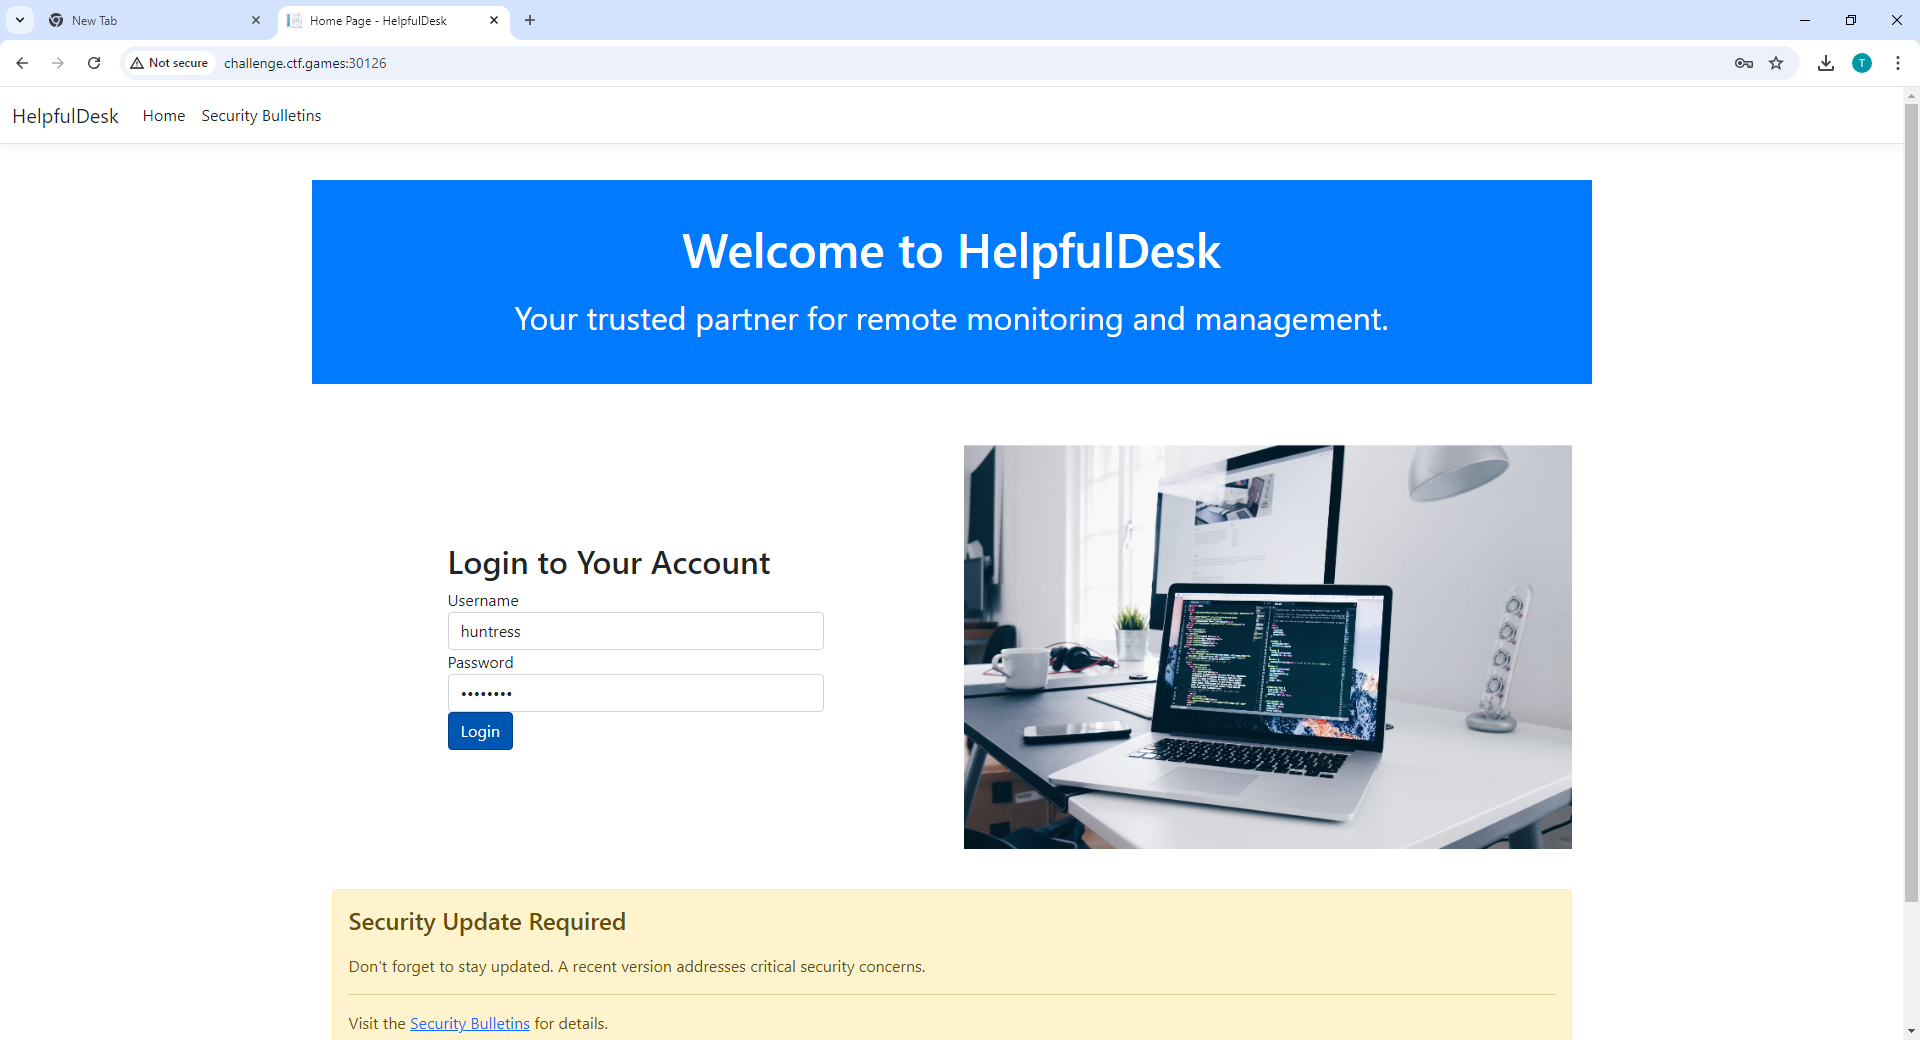 New Tab
Home Page - HelpfulDesk
Not secure
challenge.ctf.games:30126
T
HelpfulDesk
Home
Security Bulletins
Welcome to HelpfulDesk
Your trusted partner for remote monitoring and management.
Login to Your Account
Username
huntress
Password
••••••••
Login
Security Update Required
Don't forget to stay updated. A recent version addresses critical security concerns.
Visit the Security Bulletins for details.